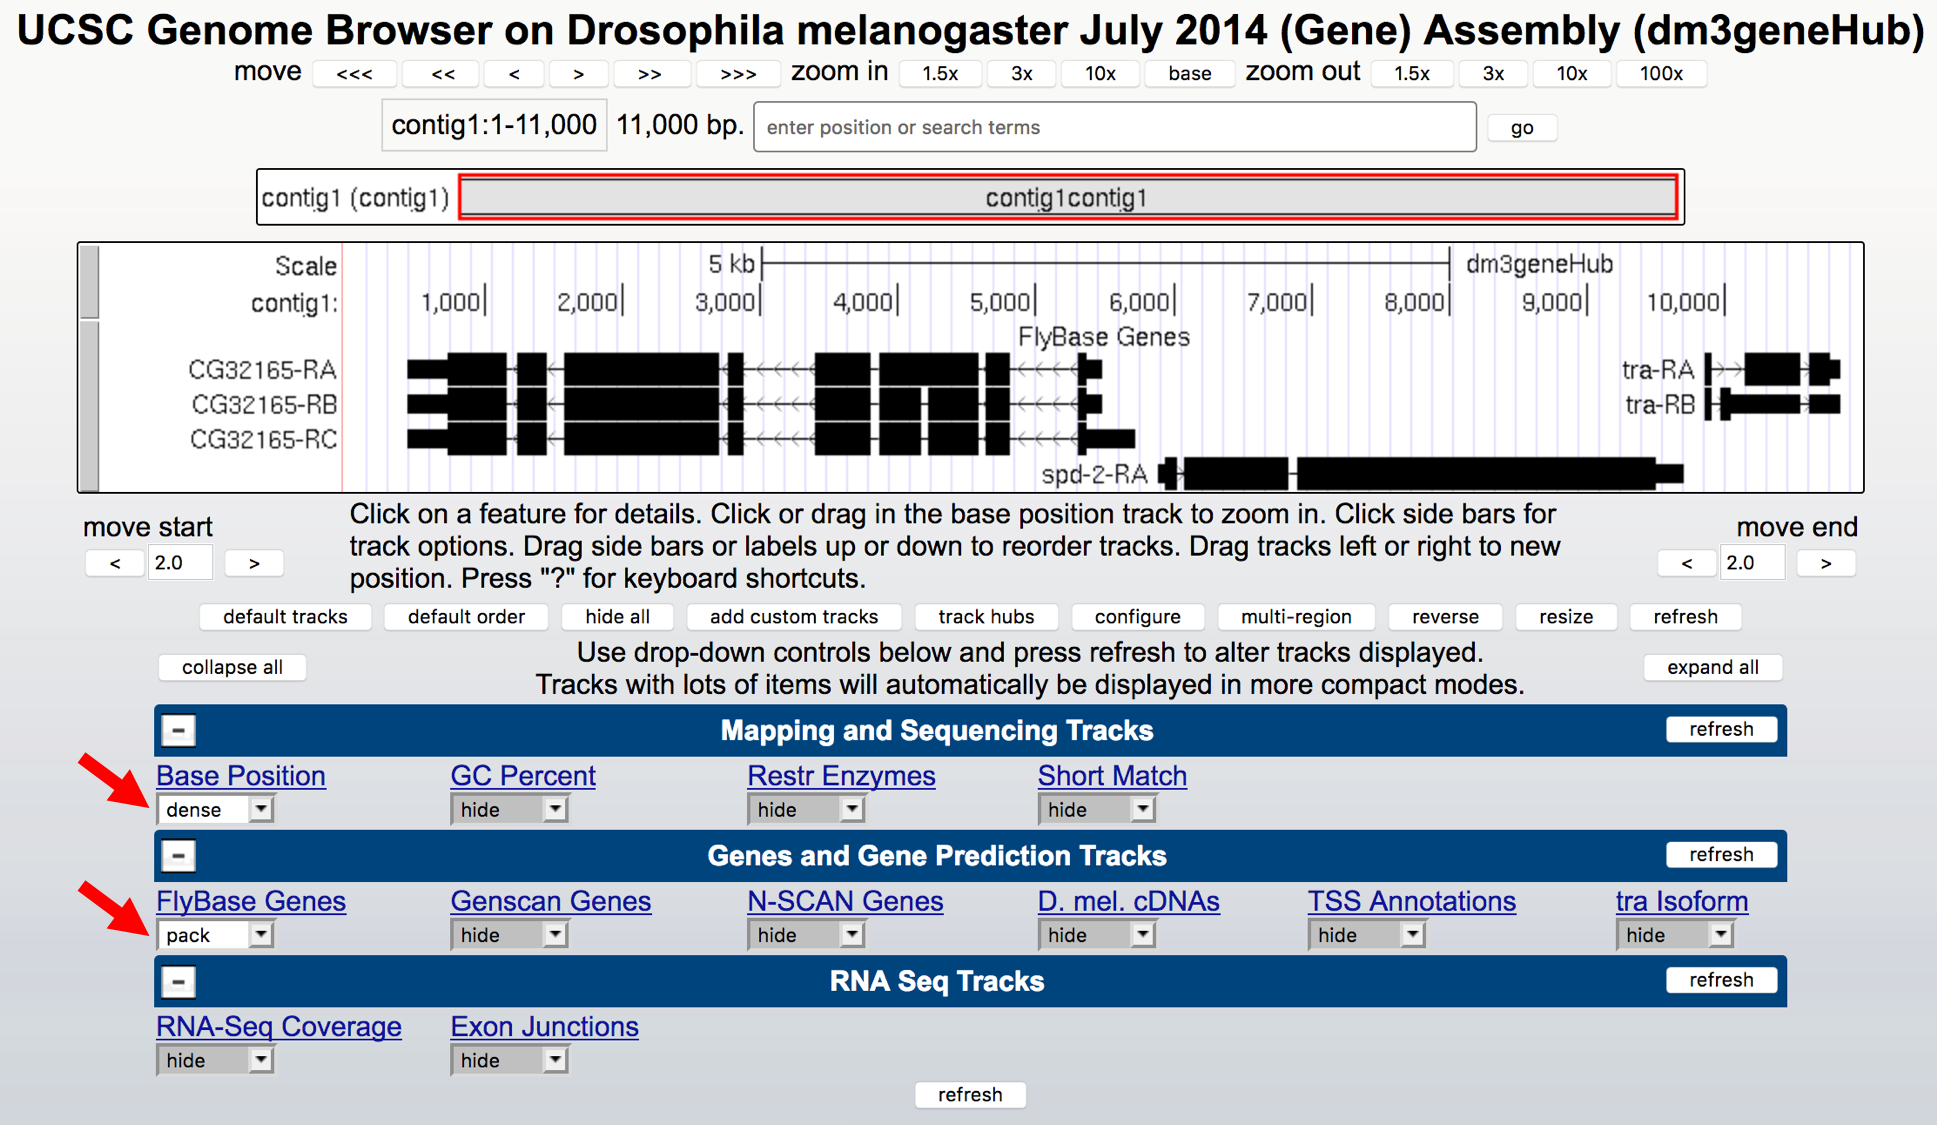 UCSC Genome Browser on Drosophila melanogaster July 2014 (Gene) Assembly (dm3geneHub)
move <<< << < > >> >>> zoom in 1.5x 3x 10x base zoom out 1.5x 3x 10x 100x
contig1:1-11,000 11,000 bp. enter position or search terms go
contig1 (contig1) contig1contig1
Scale 5 kb dm3geneHub
contig1: 1,000 2,000 3,000 4,000 5,000 6,000 7,000 8,000 9,000 10,000
FlyBase Genes
CG32165-RA tra-RA
CG32165-RB tra-RB
CG32165-RC
spd-2-RA
move start Click on a feature for details. Click or drag in the base position track to zoom in. Click side bars for move end
< 2.0 > track options. Drag side bars or labels up or down to reorder tracks. Drag tracks left or right to new < 2.0 >
position. Press "?" for keyboard shortcuts.
default tracks default order hide all add custom tracks track hubs configure multi-region reverse resize refresh
collapse all Use drop-down controls below and press refresh to alter tracks displayed. expand all
Tracks with lots of items will automatically be displayed in more compact modes.
- Mapping and Sequencing Tracks refresh
Base Position GC Percent Restr Enzymes Short Match
dense hide hide hide
- Genes and Gene Prediction Tracks refresh
FlyBase Genes Genscan Genes N-SCAN Genes D. mel. cDNAs TSS Annotations tra Isoform
pack hide hide hide hide hide
- RNA Seq Tracks refresh
RNA-Seq Coverage Exon Junctions
hide hide
refresh